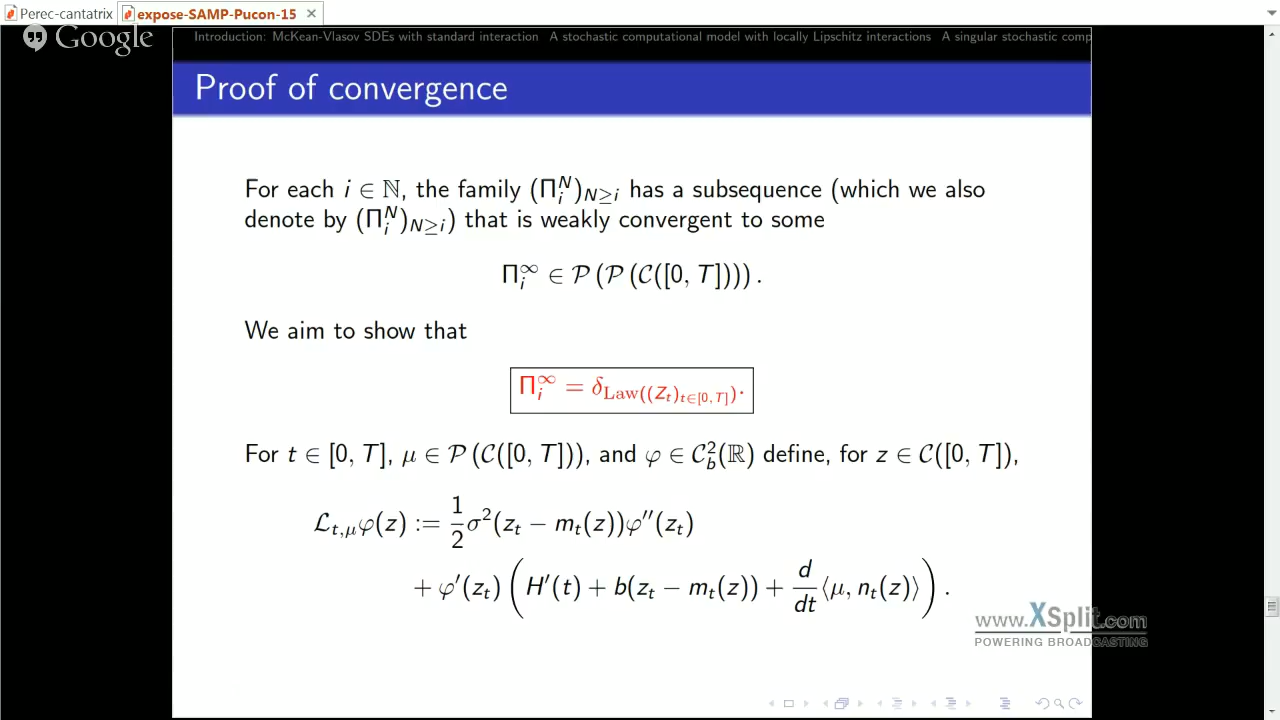 Perec-cantatrix expose-SAMP-Pucon-15
Google
Introduction: McKean-Vlasov SDEs with standard interaction A stochastic computational model with locally Lipschitz interactions A singular stochastic comp
Proof of convergence
For each i ∈ ℕ, the family (Π_i^N)_{N≥i} has a subsequence (which we also
denote by (Π_i^N)_{N≥i}) that is weakly convergent to some
Π_i^∞ ∈ 𝒫 (𝒫 (𝒞([0, T]))) .
We aim to show that
Π_i^∞ = δ_{Law((Z_t)_{t∈[0,T]})}.
For t ∈ [0, T], μ ∈ 𝒫 (𝒞([0, T])), and φ ∈ 𝒞_b^2(ℝ) define, for z ∈ 𝒞([0, T]),
ℒ_{t,μ}φ(z) := 1/2 σ^2(z_t − m_t(z))φ′′(z_t)
+ φ′(z_t) ( H′(t) + b(z_t − m_t(z)) + d/dt ⟨μ, n_t(z)⟩ ) .
www.XSplit.com
POWERING BROADCASTING